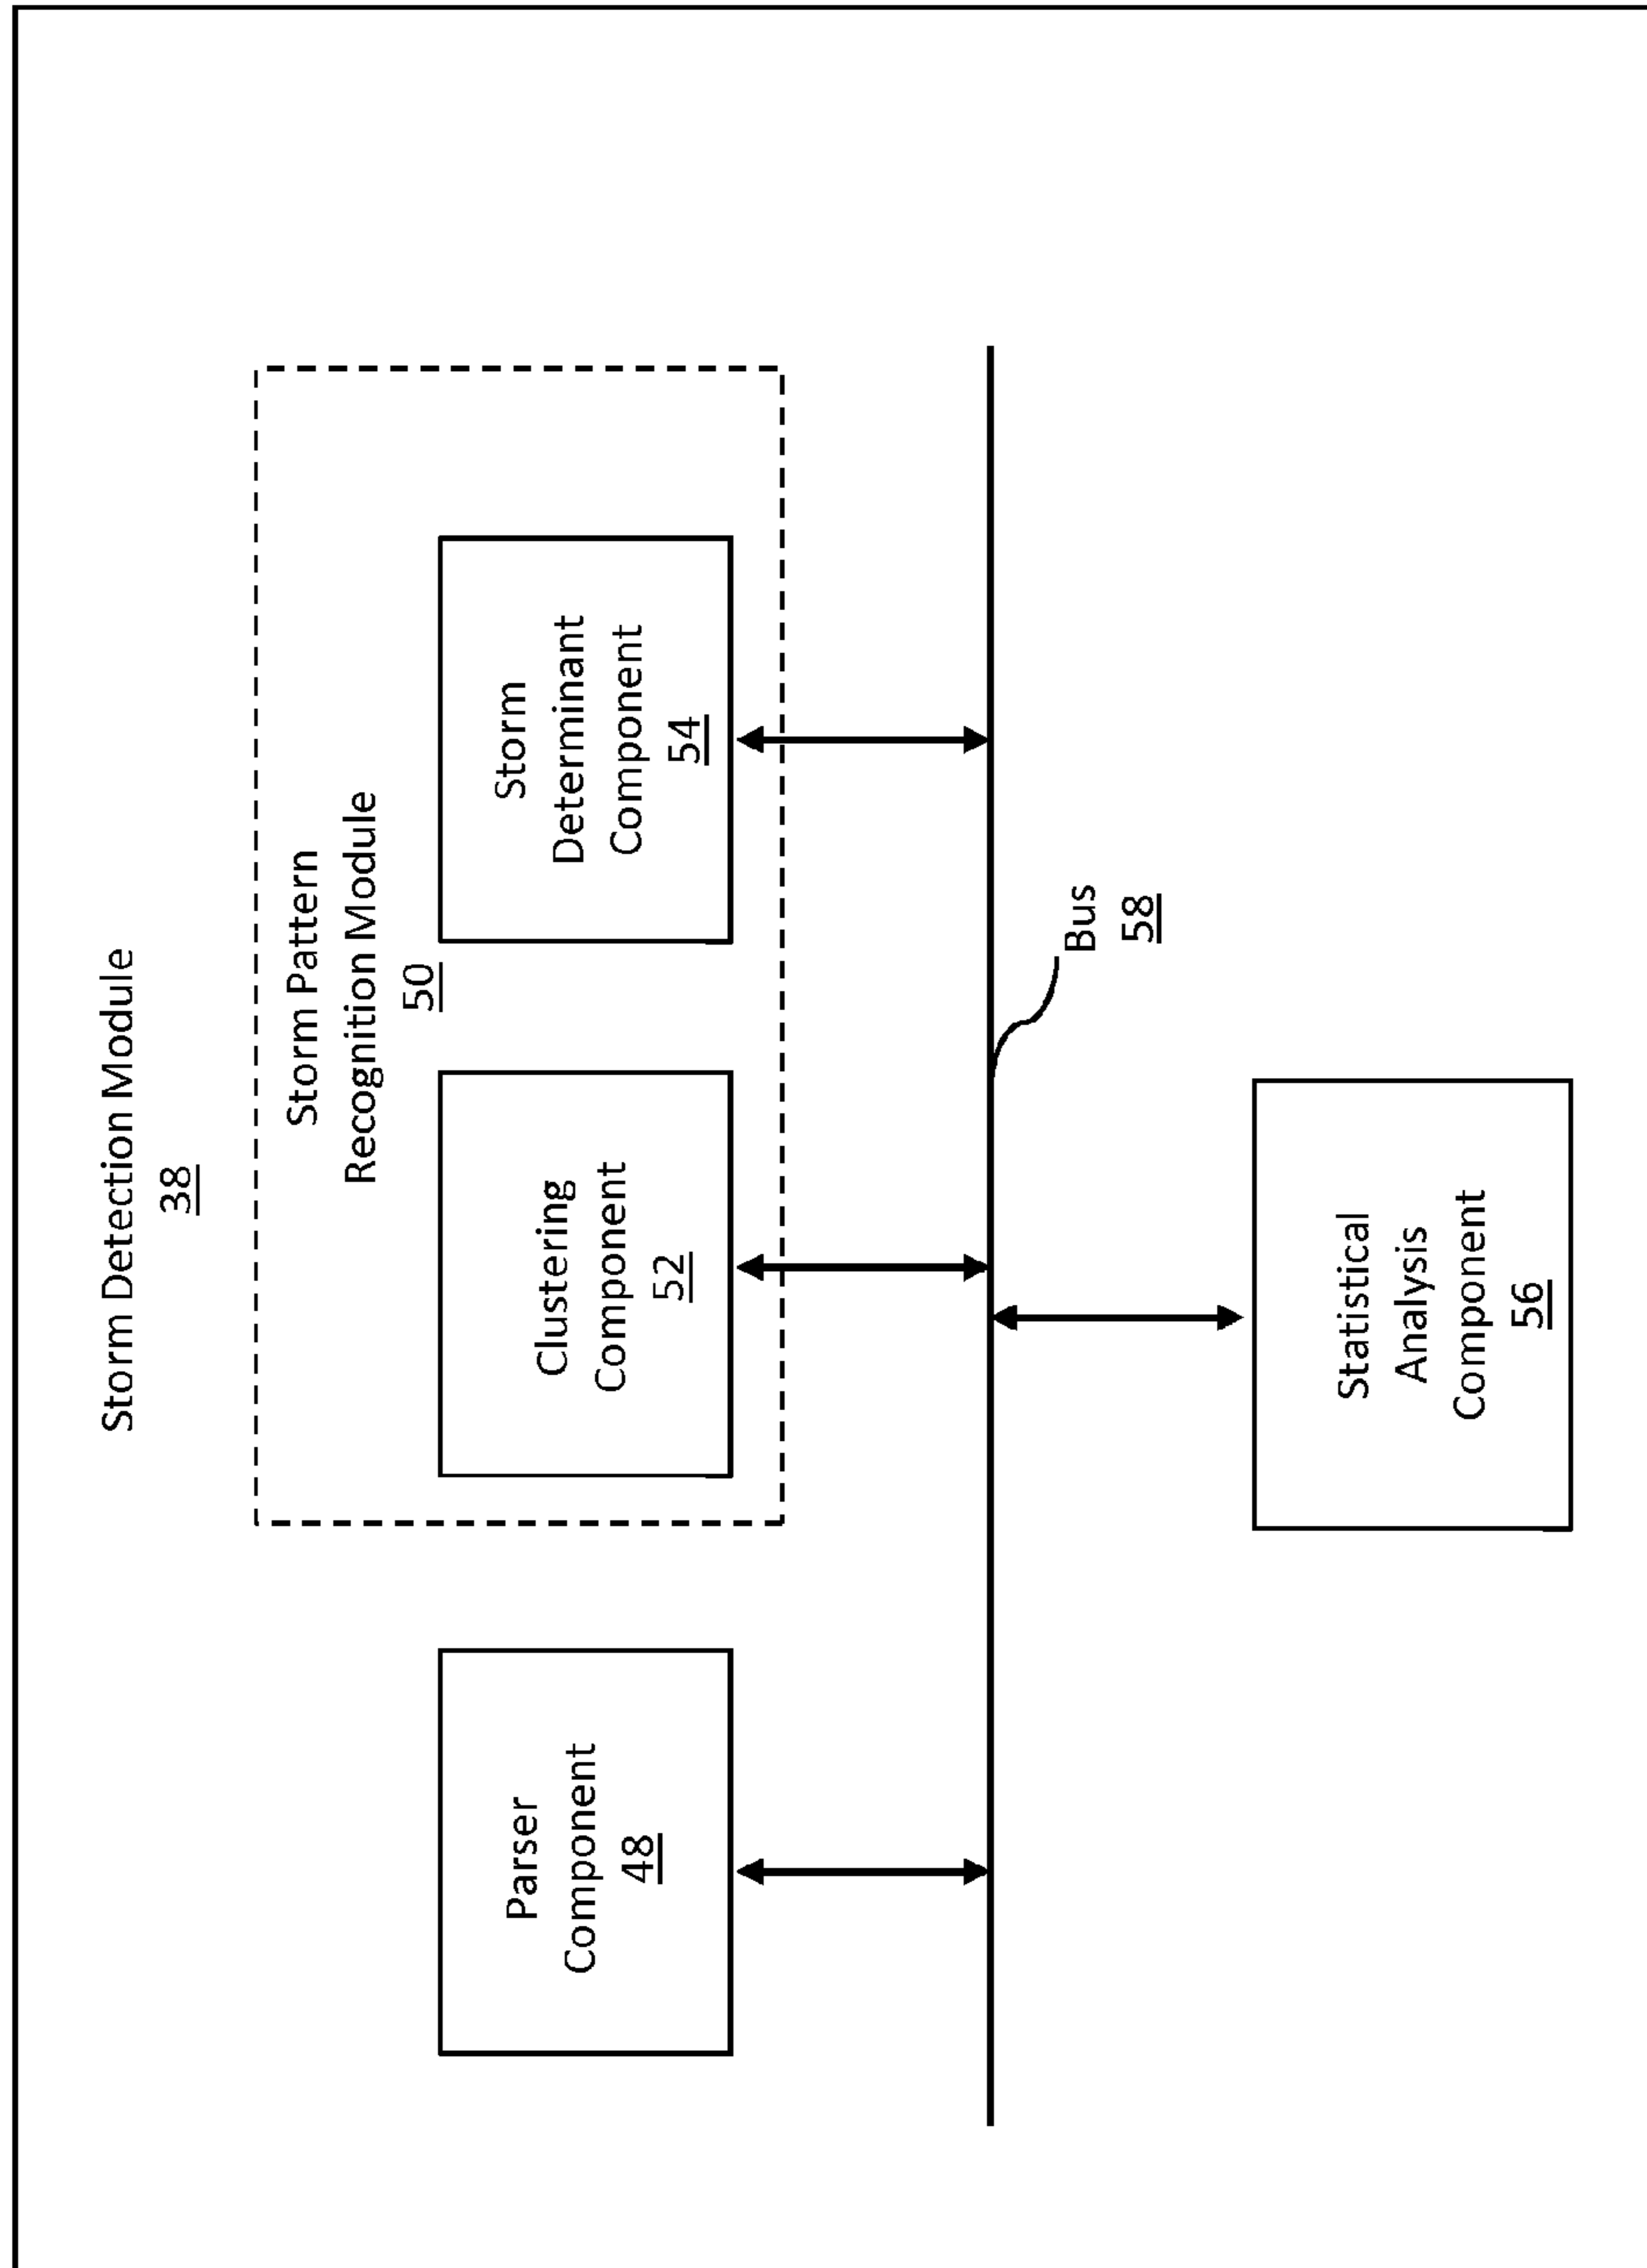 Storm Detection Module
38
Storm Pattern
Recognition Module
50
Parser
Component
48
Clustering
Component
52
Storm
Determinant
Component
54
Bus
58
Statistical
Analysis
Component
56